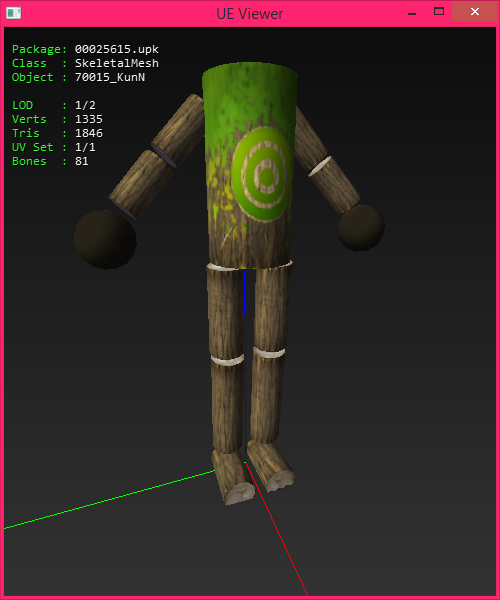 UE Viewer
Package: 00025615.upk
Class : SkeletalMesh
Object : 70015_KunN
LOD : 1/2
Verts : 1335
Tris : 1846
UV Set : 1/1
Bones : 81